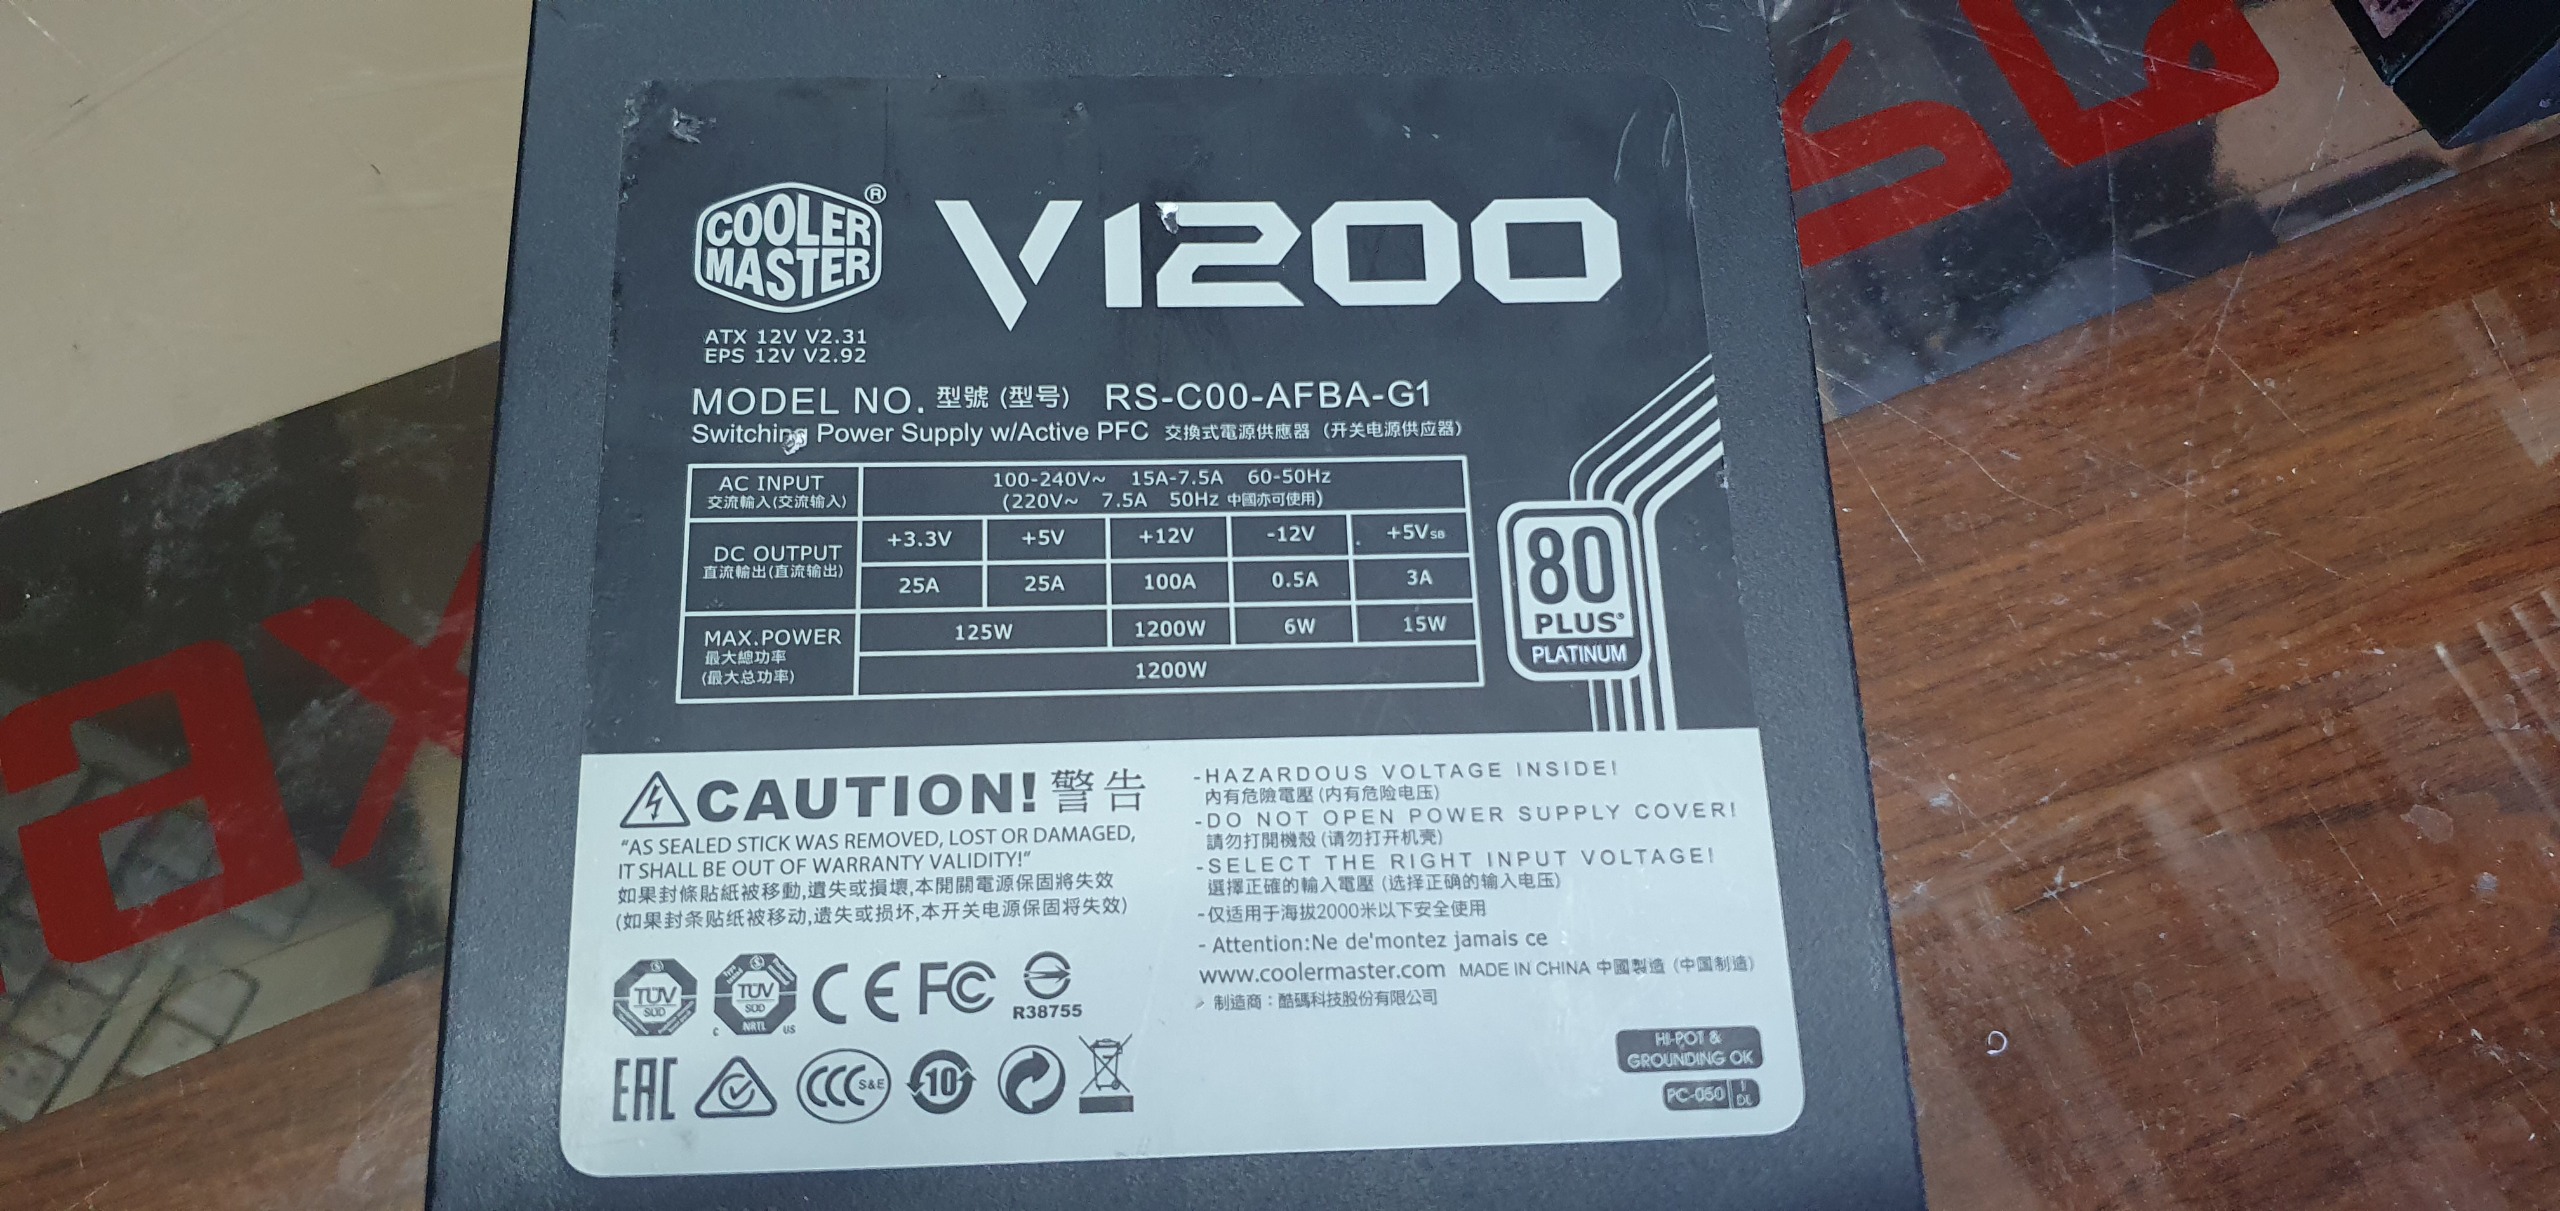 COOLER MASTER ®
V1200
ATX 12V V2.31
EPS 12V V2.92
MODEL NO. 型號 (型号) RS-C00-AFBA-G1
Switching Power Supply w/Active PFC 交換式電源供應器 (开关电源供应器)
AC INPUT 100-240V~ 15A-7.5A 60-50Hz
交流輸入(交流输入) (220V~ 7.5A 50Hz 中國亦可使用)
DC OUTPUT +3.3V +5V +12V -12V +5VSB
直流輸出(直流输出) 25A 25A 100A 0.5A 3A
MAX.POWER 125W 1200W 6W 15W
最大總功率
(最大总功率) 1200W
80
PLUS®
PLATINUM
CAUTION! 警告
"AS SEALED STICK WAS REMOVED, LOST OR DAMAGED,
IT SHALL BE OUT OF WARRANTY VALIDITY!"
如果封條貼紙被移動,遺失或損壞,本開關電源保固將失效
(如果封条贴纸被移动,遗失或损坏,本开关电源保固将失效)
-HAZARDOUS VOLTAGE INSIDE!
內有危險電壓 (内有危险电压)
-DO NOT OPEN POWER SUPPLY COVER!
請勿打開機殼 (请勿打开机壳)
-SELECT THE RIGHT INPUT VOLTAGE!
選擇正確的輸入電壓 (选择正确的输入电压)
-仅适用于海拔2000米以下安全使用
- Attention:Ne de'montez jamais ce
www.coolermaster.com MADE IN CHINA 中國製造 (中国制造)
制造商：酷碼科技股份有限公司
TÜV SÜD
TÜV SÜD NRTL C US
CE FC
R38755
EAC
CCC S&E
10
HI-POT &
GROUNDING OK
PC-050
ax